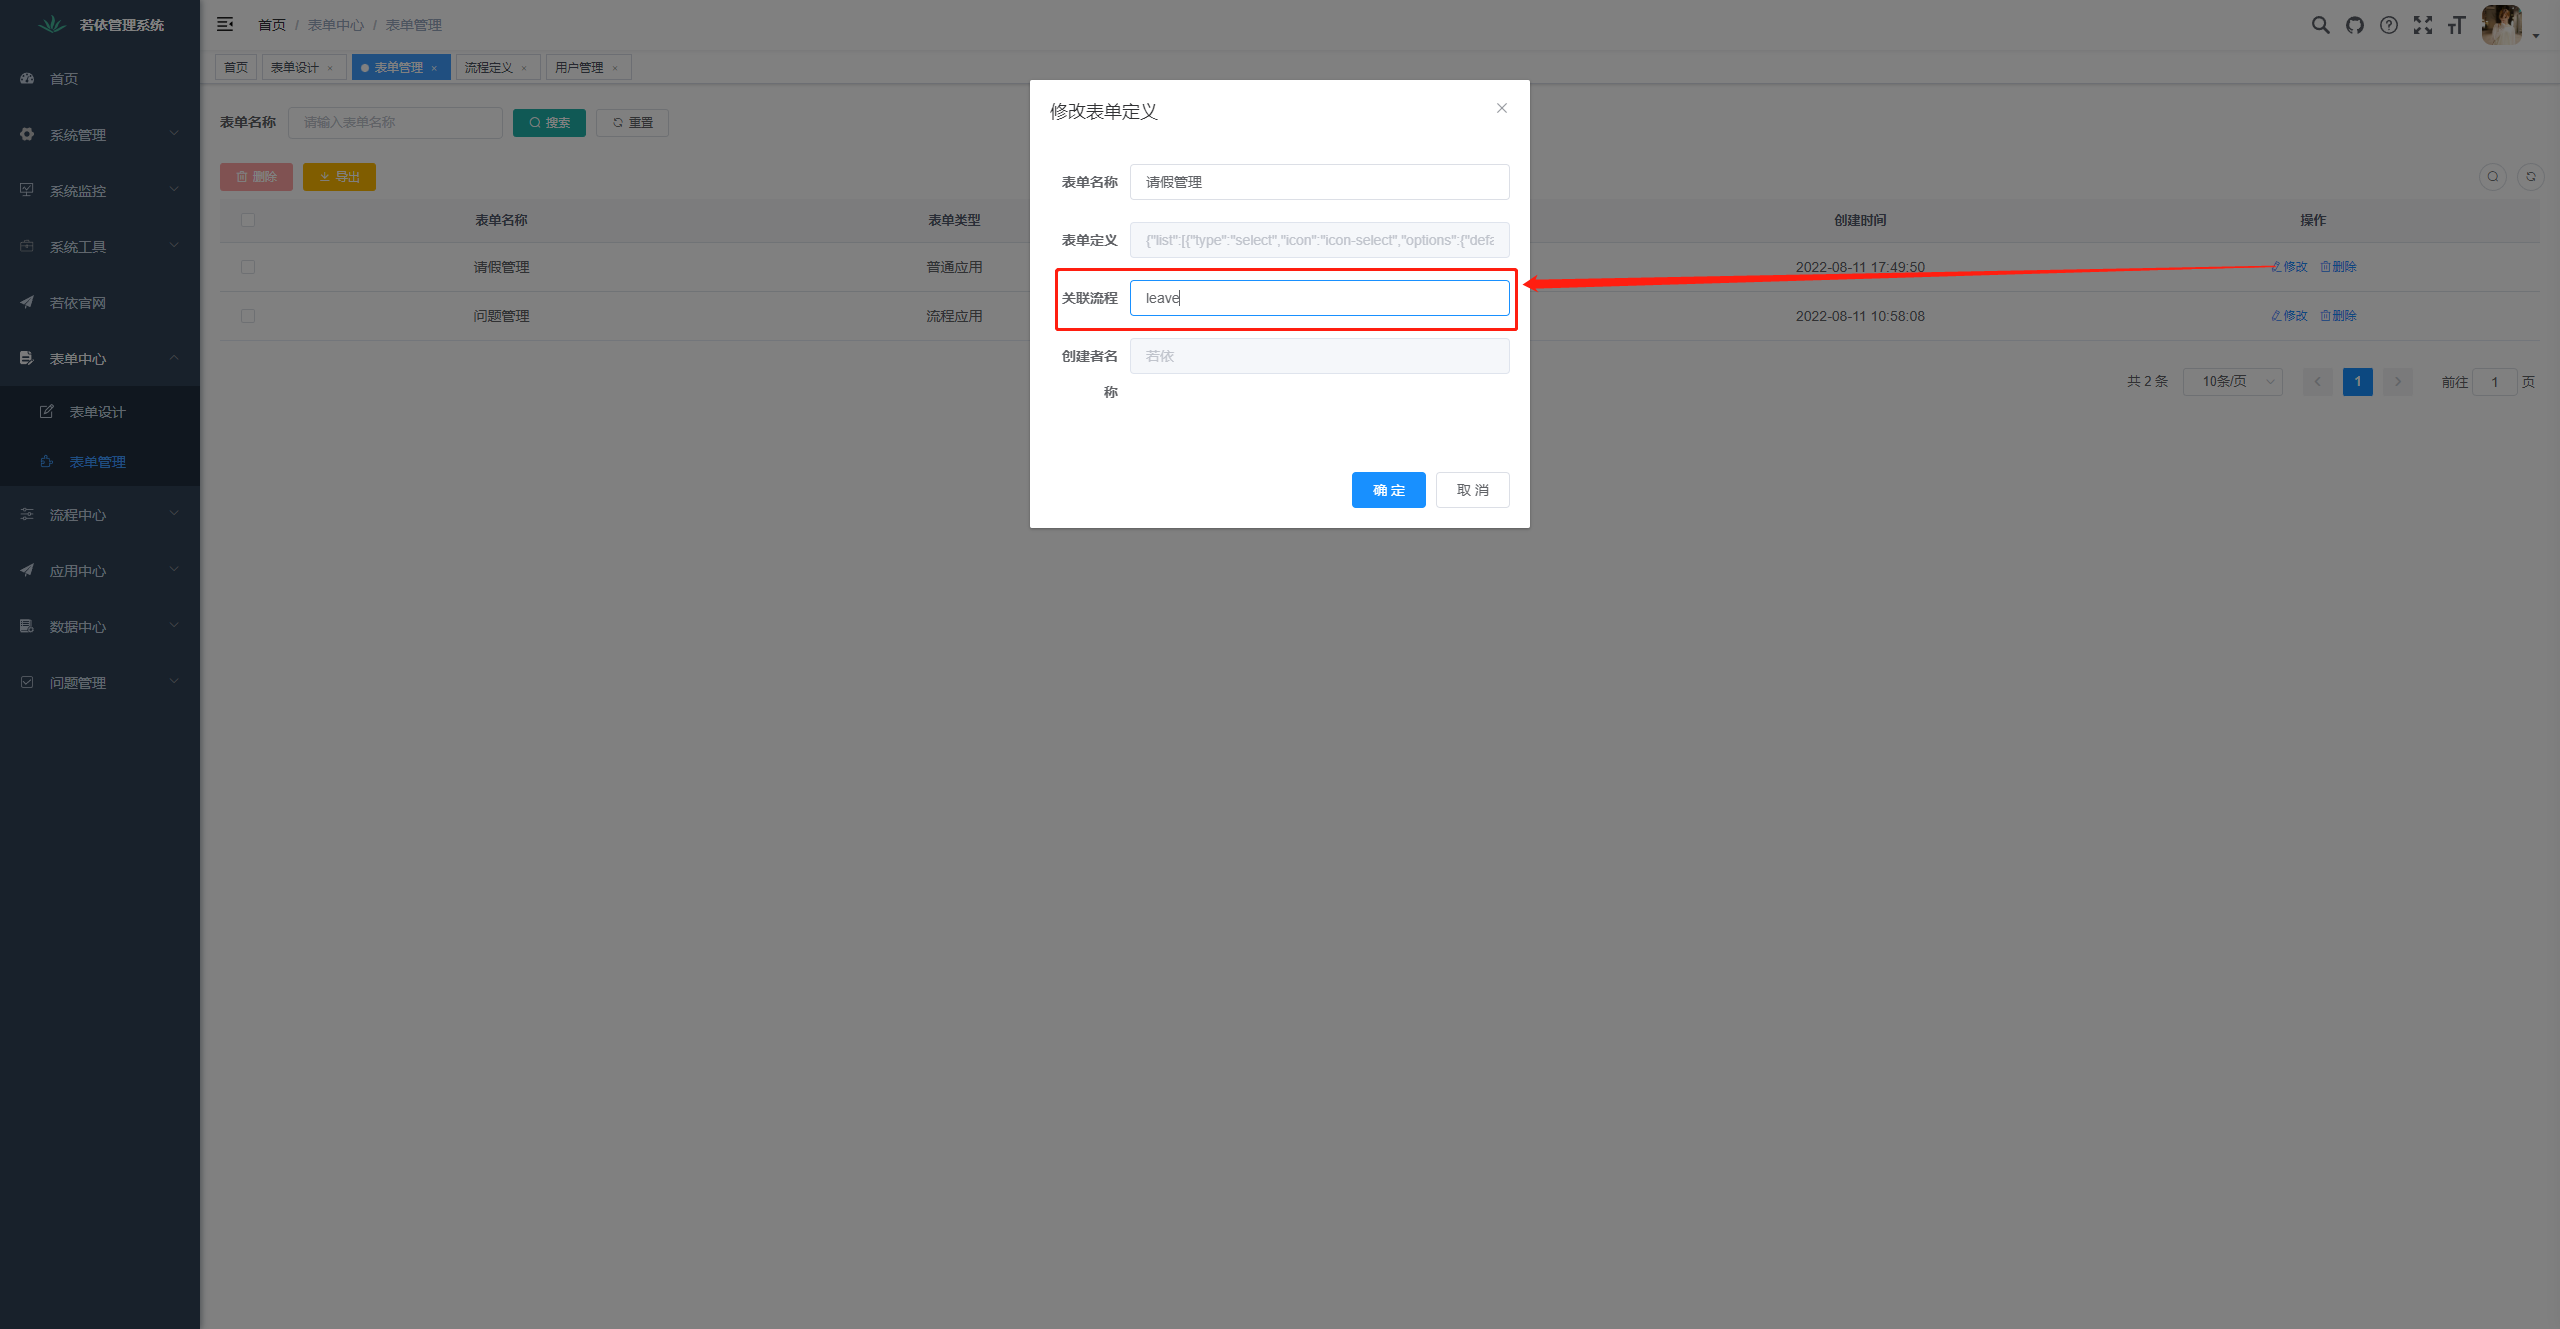 若依管理系统
首页
系统管理
系统监控
系统工具
若依官网
表单中心
表单设计
表单管理
流程中心
应用中心
数据中心
问题管理
首页 / 表单中心 / 表单管理
首页 表单设计 × 表单管理 × 流程定义 × 用户管理 ×
表单名称 请输入表单名称 搜索 重置
删除 导出
表单名称 表单类型 创建时间 操作
请假管理 普通应用 2022-08-11 17:49:50 修改 删除
问题管理 流程应用 2022-08-11 10:58:08 修改 删除
共 2 条 10条/页 1 前往 1 页
修改表单定义
表单名称 请假管理
表单定义 {"list":[{"type":"select","icon":"icon-select","options":{"defa
关联流程 leave
创建者名 若依
称
确 定 取 消